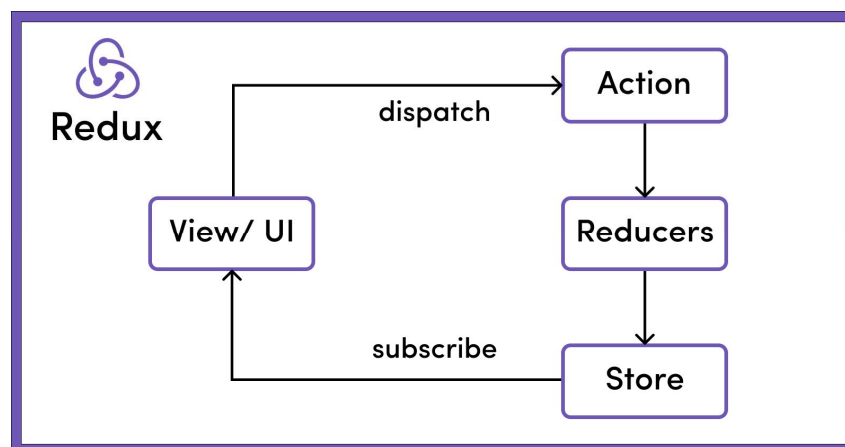 Redux
dispatch
Action
View/ UI
Reducers
subscribe
Store